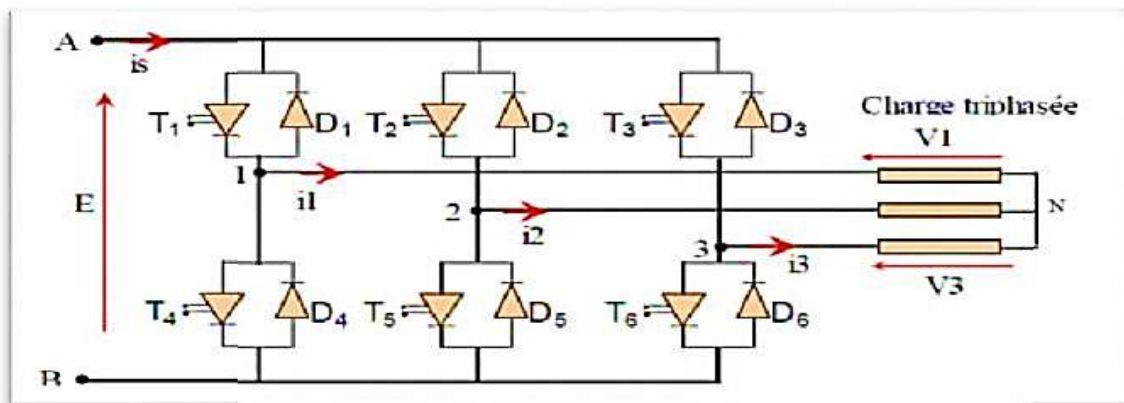 A
is
T1
D1
T2
D2
T3
D3
Charge triphasée
V1
1
i1
E
2
i2
N
3
i3
V3
T4
D4
T5
D5
T6
D6
B